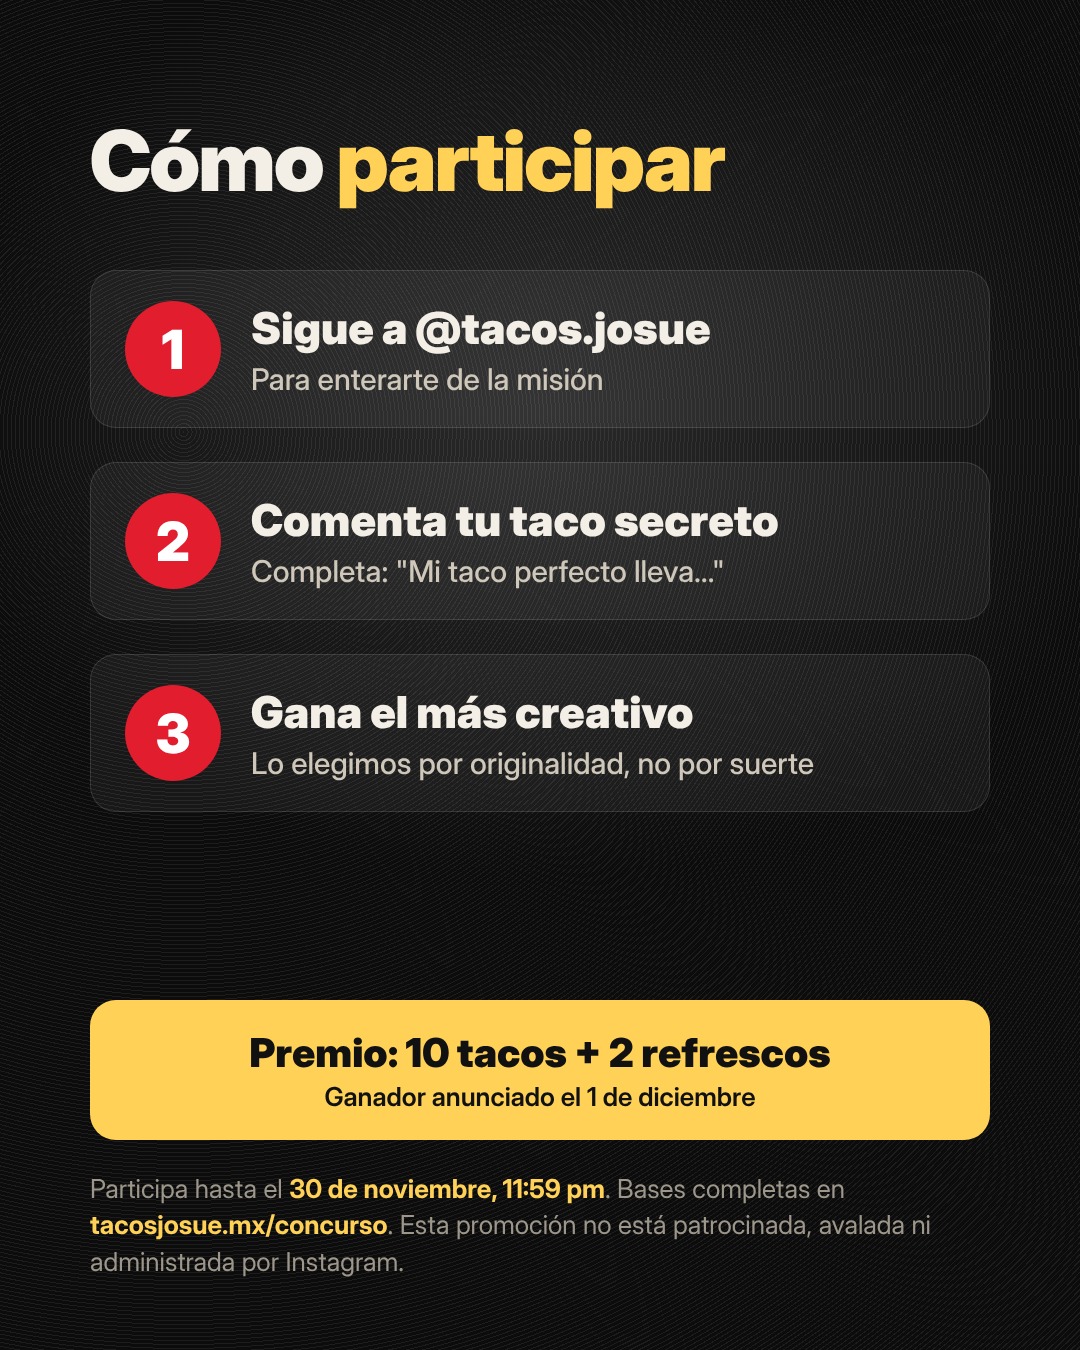 Cómo participar
1
Sigue a @tacos.josue
Para enterarte de la misión
2
Comenta tu taco secreto
Completa: "Mi taco perfecto lleva..."
3
Gana el más creativo
Lo elegimos por originalidad, no por suerte
Premio: 10 tacos + 2 refrescos
Ganador anunciado el 1 de diciembre
Participa hasta el 30 de noviembre, 11:59 pm. Bases completas en
tacosjosue.mx/concurso. Esta promoción no está patrocinada, avalada ni
administrada por Instagram.